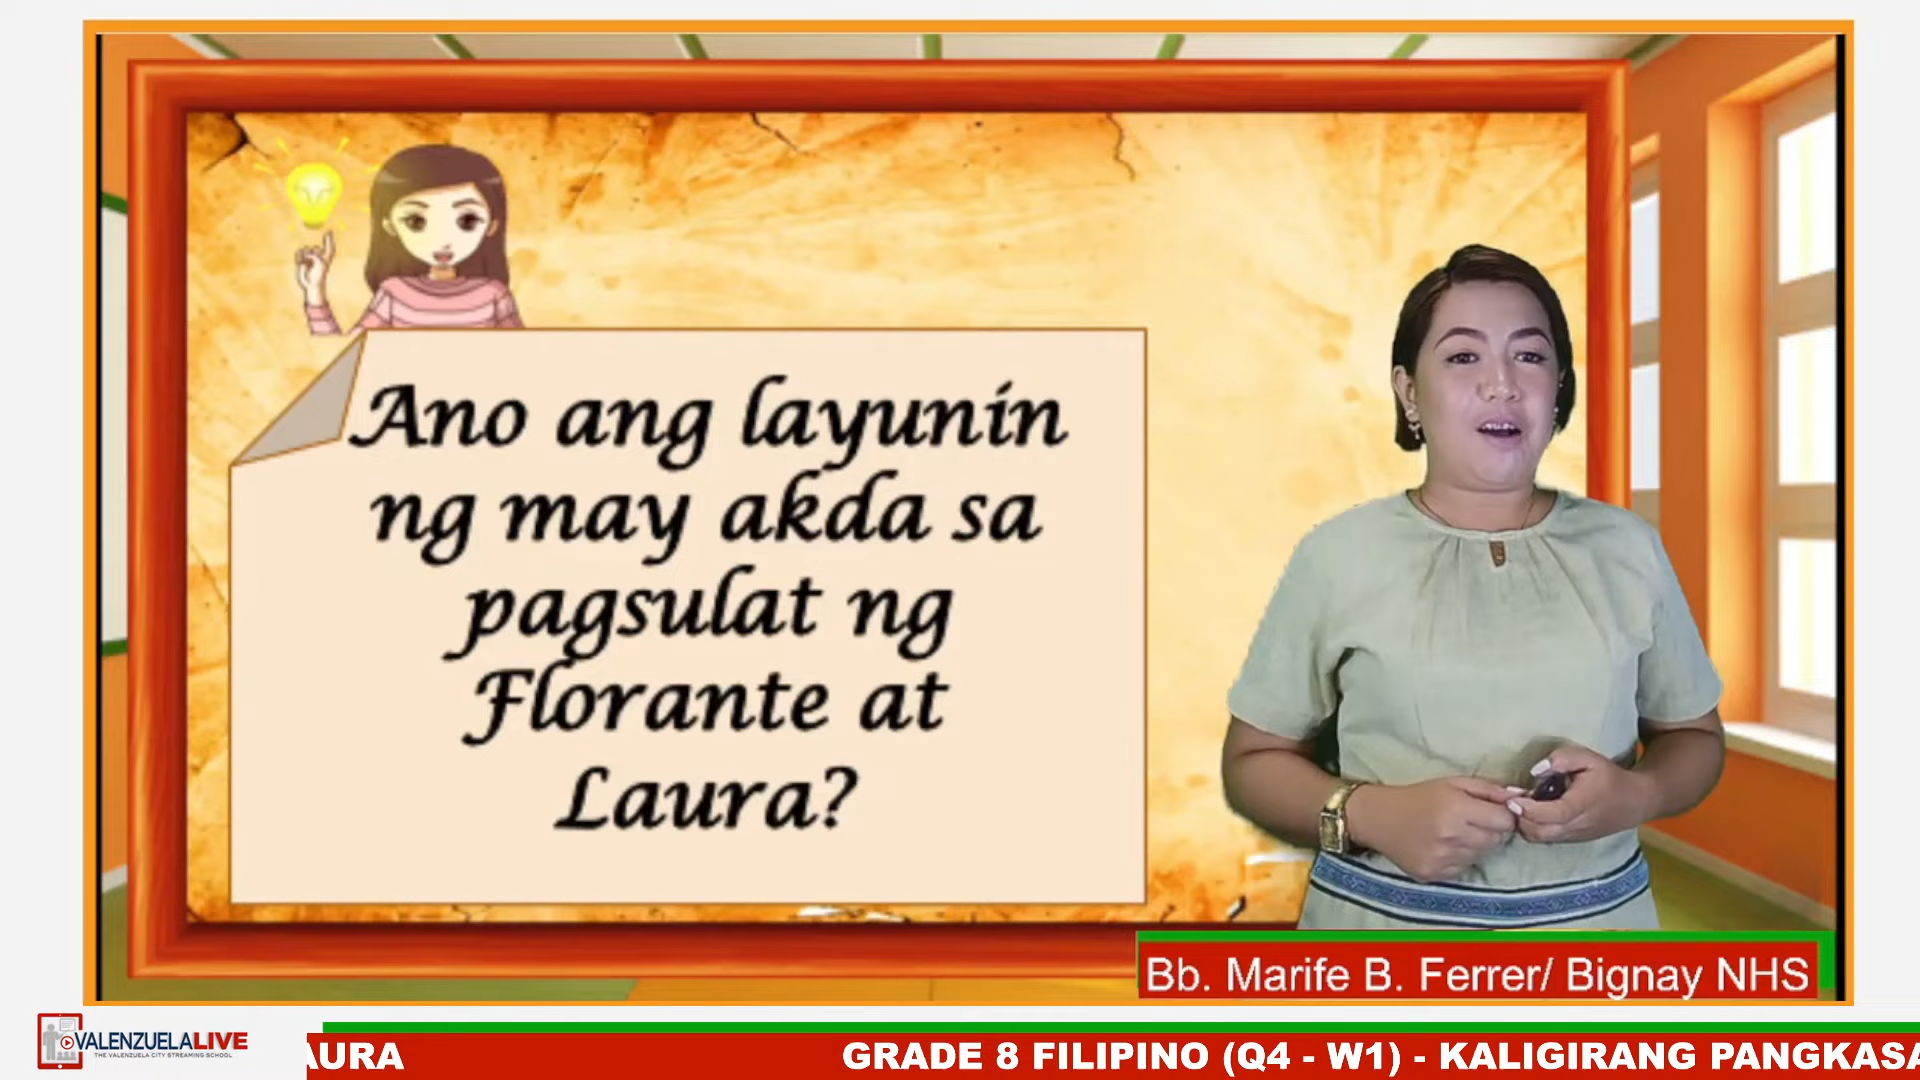 Ano ang layunin
ng may akda sa
pagsulat ng
Florante at
Laura?
Bb. Marife B. Ferrer/ Bignay NHS
VALENZUELALIVE
THE VALENZUELA CITY STREAMING SCHOOL
AURA GRADE 8 FILIPINO (Q4 - W1) - KALIGIRANG PANGKASA